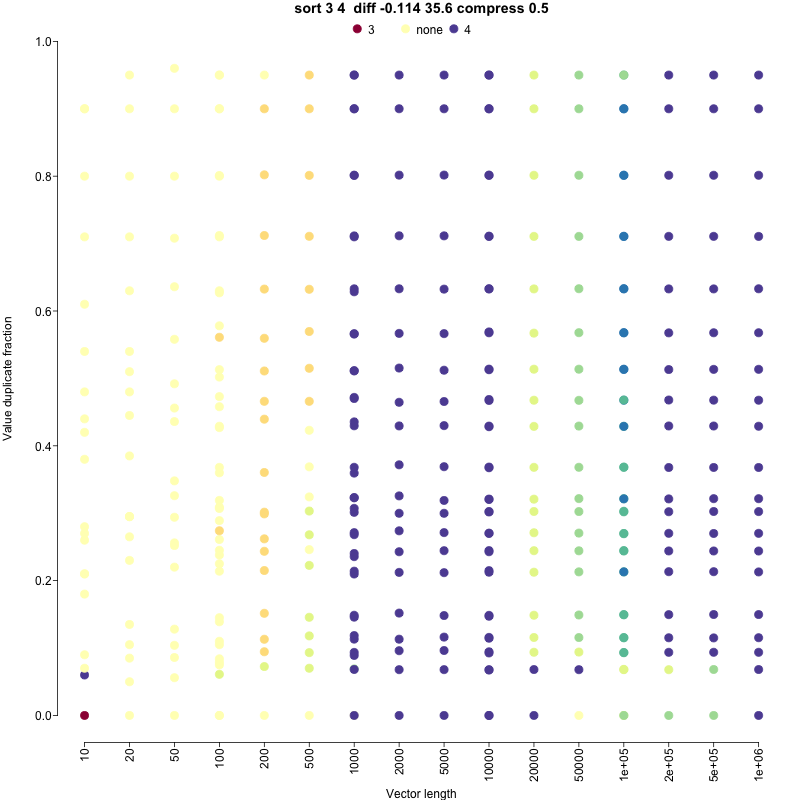 sort 3 4  diff -0.114 35.6 compress 0.5
3 none 4
1.0
0.8
0.6
0.4
0.2
0.0
Value duplicate fraction
10 20 50 100 200 500 1000 2000 5000 10000 20000 50000 1e+05 2e+05 5e+05 1e+06
Vector length